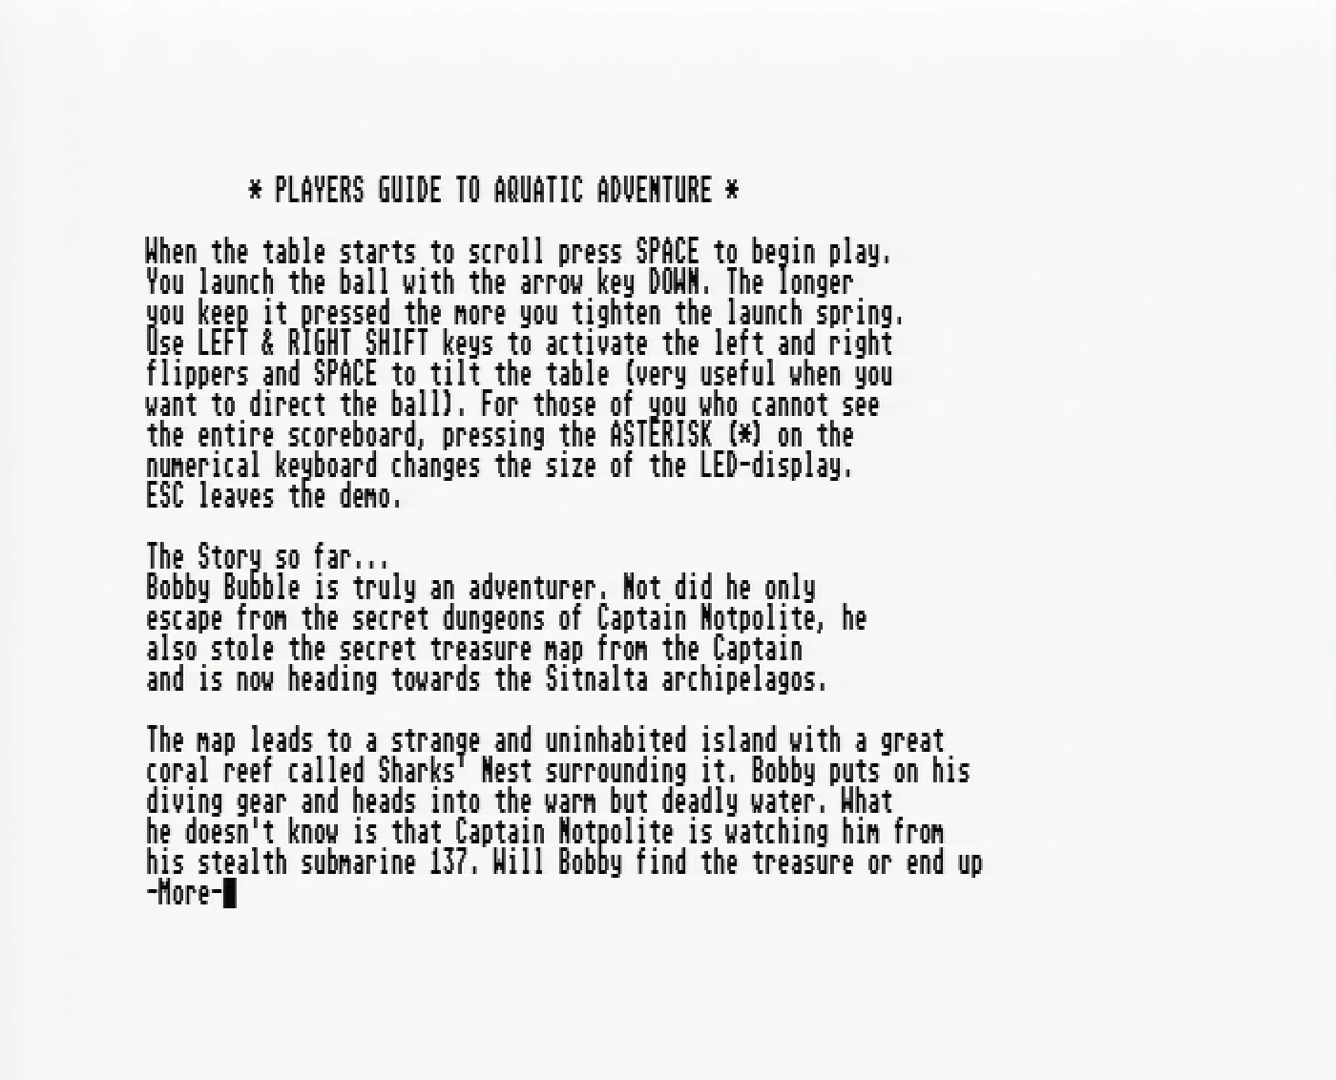 * PLAYERS GUIDE TO AQUATIC ADVENTURE *
When the table starts to scroll press SPACE to begin play.
You launch the ball with the arrow key DOWN. The longer
you keep it pressed the more you tighten the launch spring.
Use LEFT & RIGHT SHIFT keys to activate the left and right
flippers and SPACE to tilt the table (very useful when you
want to direct the ball). For those of you who cannot see
the entire scoreboard, pressing the ASTERISK (*) on the
numerical keyboard changes the size of the LED-display.
ESC leaves the demo.
The Story so far...
Bobby Bubble is truly an adventurer. Not did he only
escape from the secret dungeons of Captain Notpolite, he
also stole the secret treasure map from the Captain
and is now heading towards the Sitnalta archipelagos.
The map leads to a strange and uninhabited island with a great
coral reef called Sharks' Nest surrounding it. Bobby puts on his
diving gear and heads into the warm but deadly water. What
he doesn't know is that Captain Notpolite is watching him from
his stealth submarine 137. Will Bobby find the treasure or end up
-More-